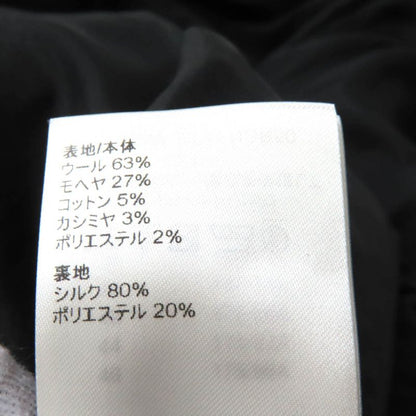 表地/本体
ウール 63%
モヘヤ 27%
コットン 5%
カシミヤ 3%
ポリエステル 2%
裏地
シルク 80%
ポリエステル 20%